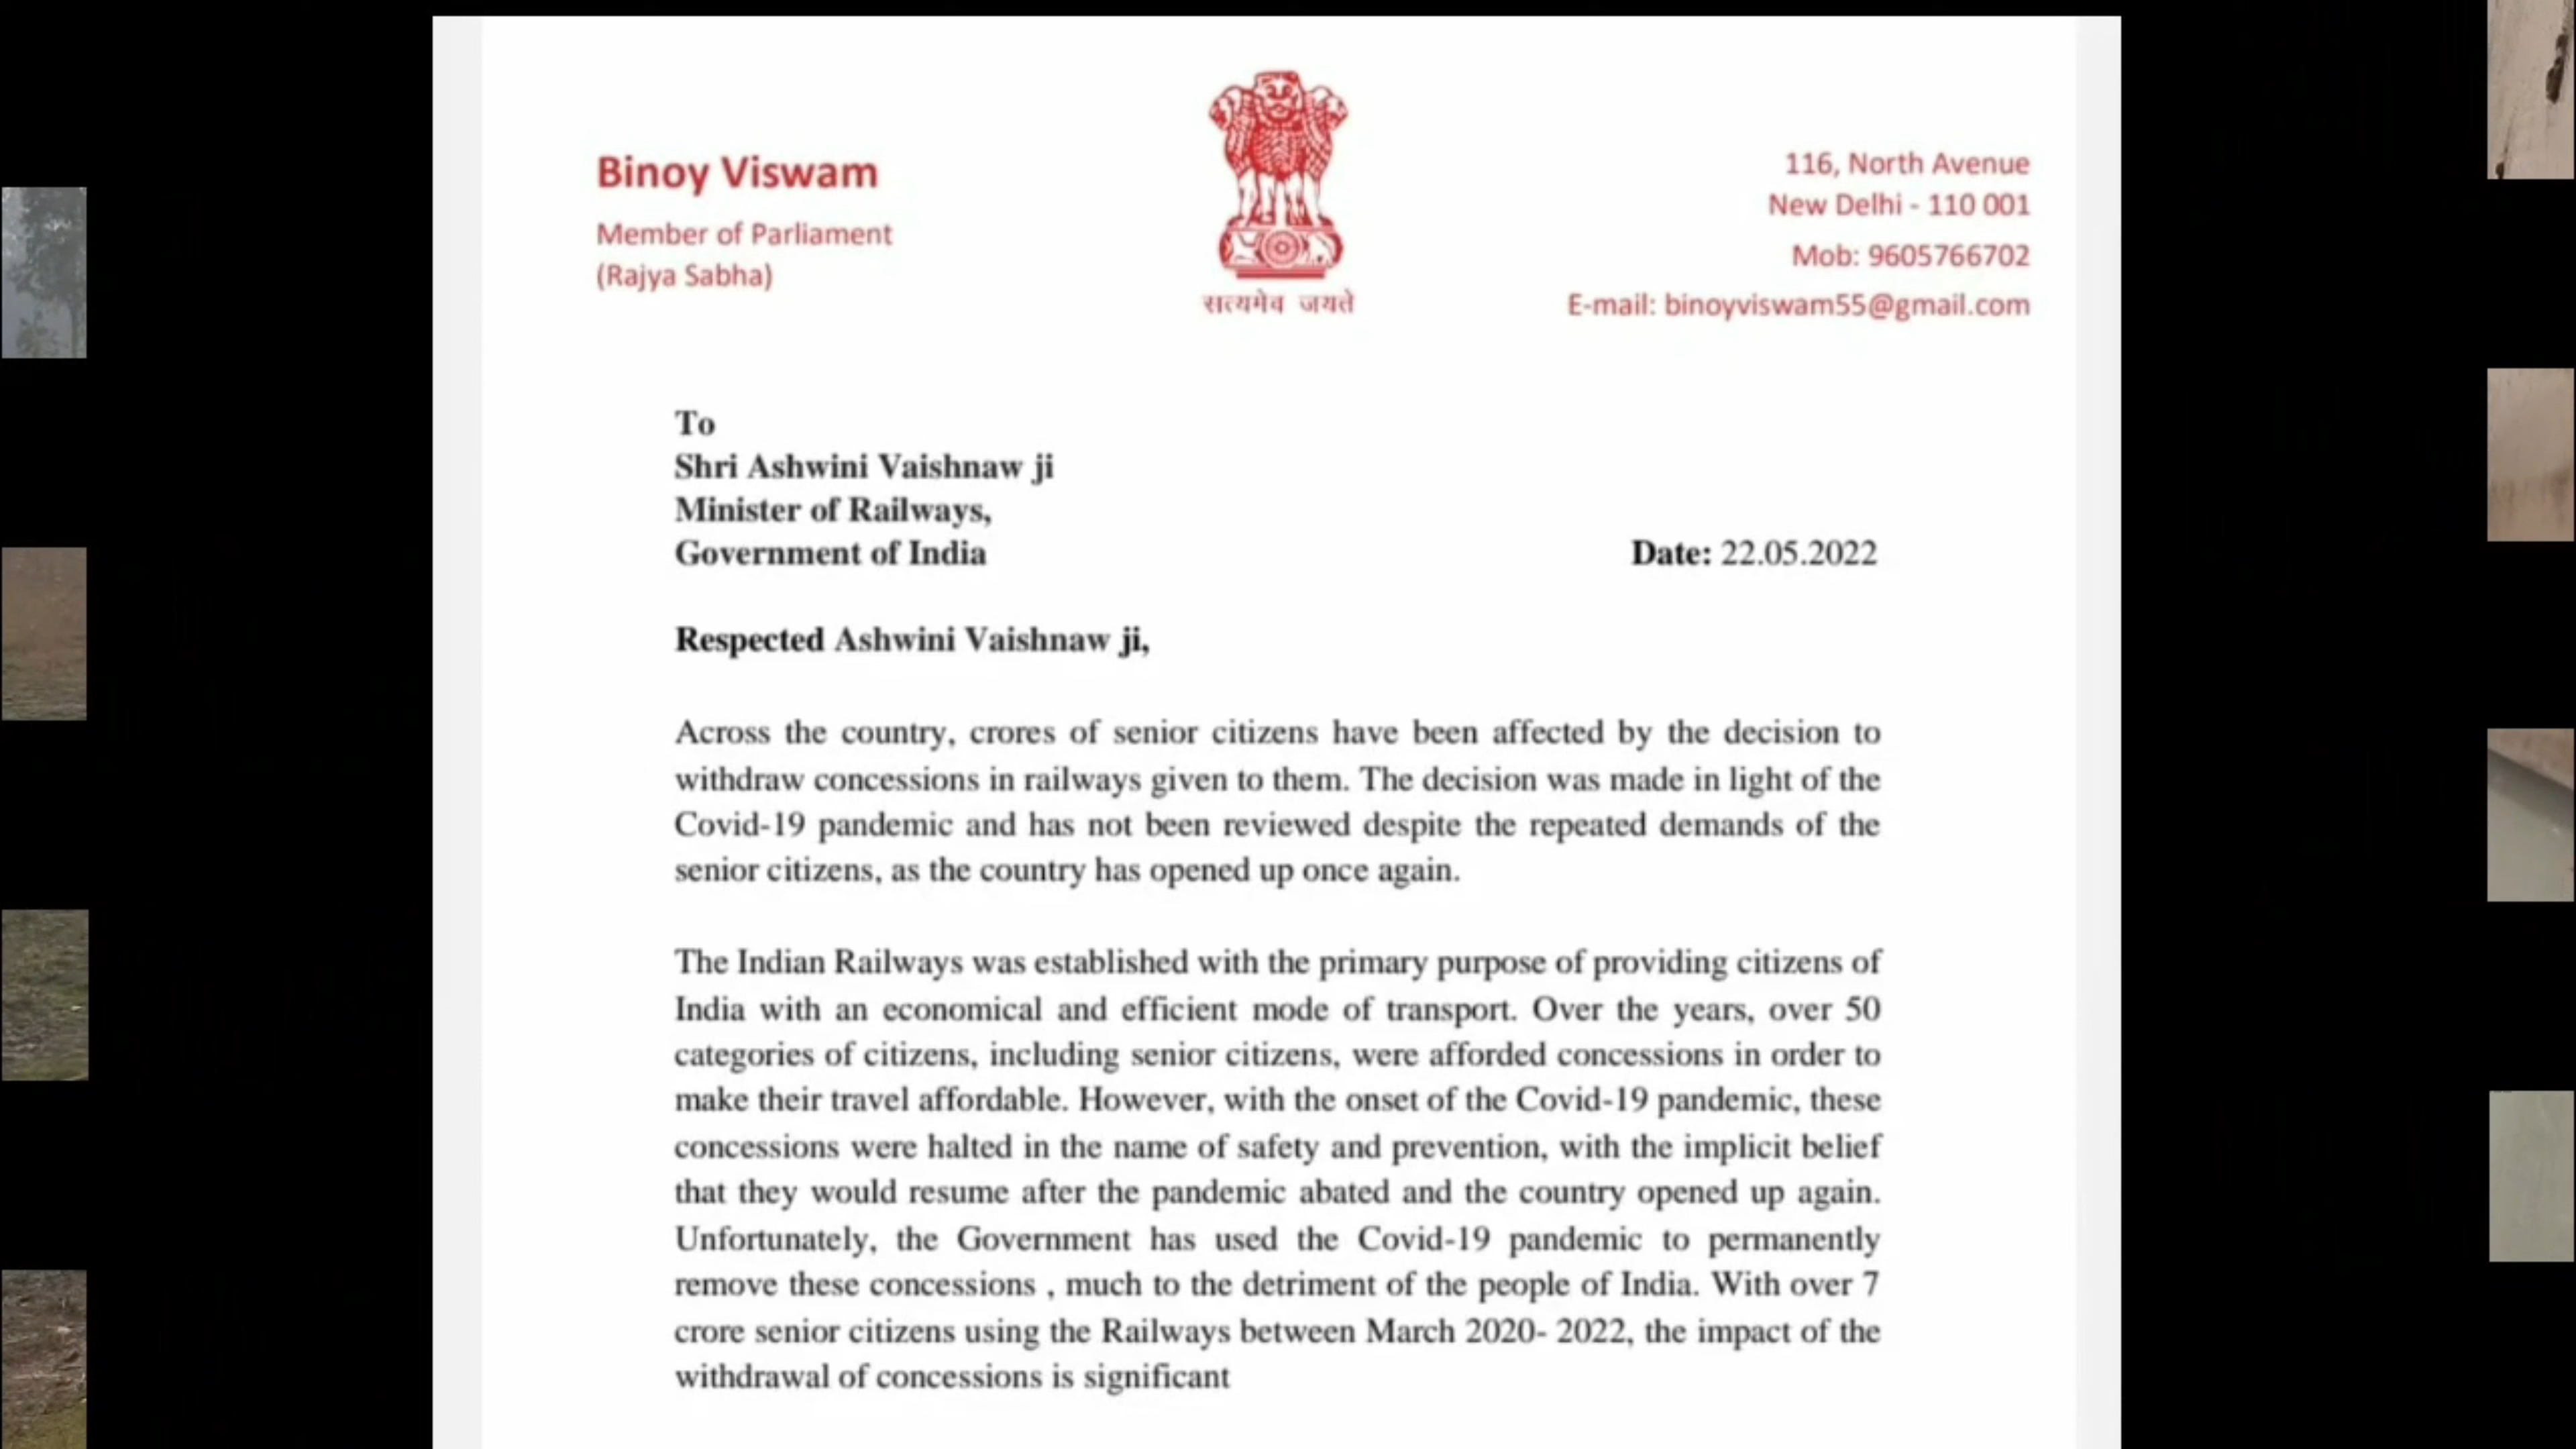 Binoy Viswam
Member of Parliament
(Rajya Sabha)
सत्यमेव जयते
116, North Avenue
New Delhi - 110 001
Mob: 9605766702
E-mail: binoyviswam55@gmail.com
To
Shri Ashwini Vaishnaw ji
Minister of Railways,
Government of India
Date: 22.05.2022
Respected Ashwini Vaishnaw ji,
Across the country, crores of senior citizens have been affected by the decision to
withdraw concessions in railways given to them. The decision was made in light of the
Covid-19 pandemic and has not been reviewed despite the repeated demands of the
senior citizens, as the country has opened up once again.
The Indian Railways was established with the primary purpose of providing citizens of
India with an economical and efficient mode of transport. Over the years, over 50
categories of citizens, including senior citizens, were afforded concessions in order to
make their travel affordable. However, with the onset of the Covid-19 pandemic, these
concessions were halted in the name of safety and prevention, with the implicit belief
that they would resume after the pandemic abated and the country opened up again.
Unfortunately, the Government has used the Covid-19 pandemic to permanently
remove these concessions , much to the detriment of the people of India. With over 7
crore senior citizens using the Railways between March 2020- 2022, the impact of the
withdrawal of concessions is significant